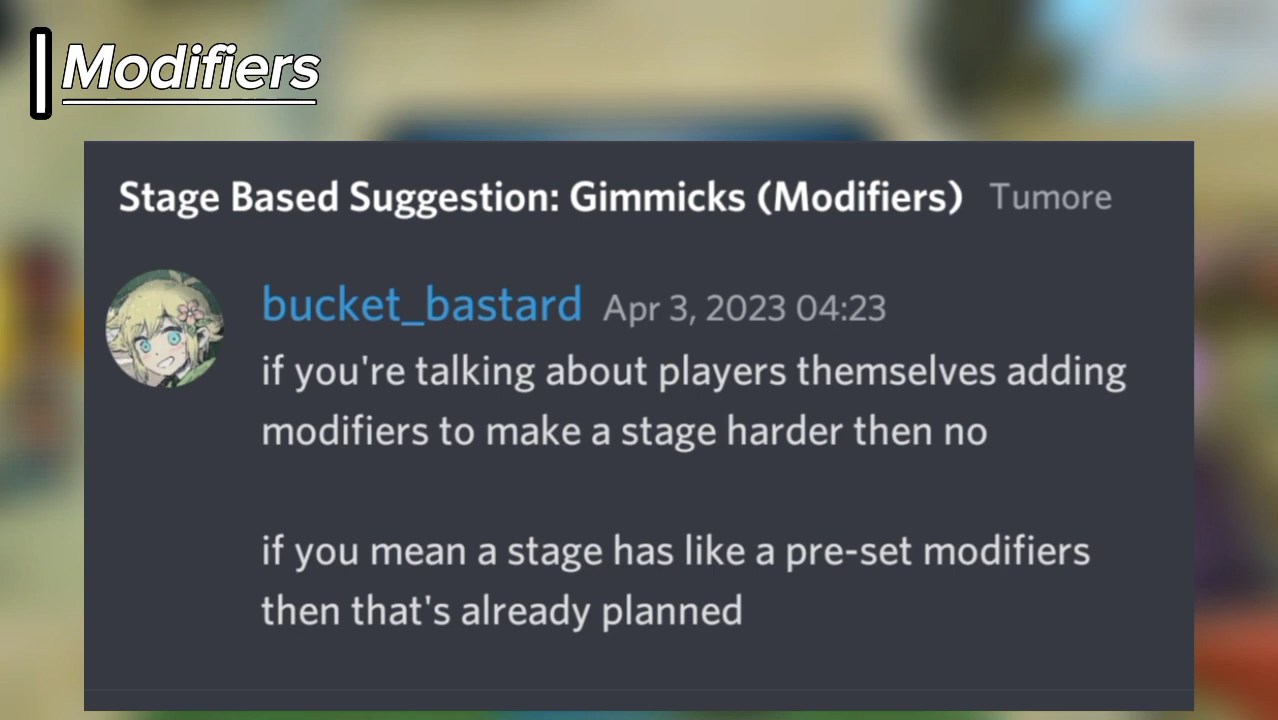 Modifiers
Stage Based Suggestion: Gimmicks (Modifiers) Tumore
bucket_bastard Apr 3, 2023 04:23
if you're talking about players themselves adding
modifiers to make a stage harder then no
if you mean a stage has like a pre-set modifiers
then that's already planned